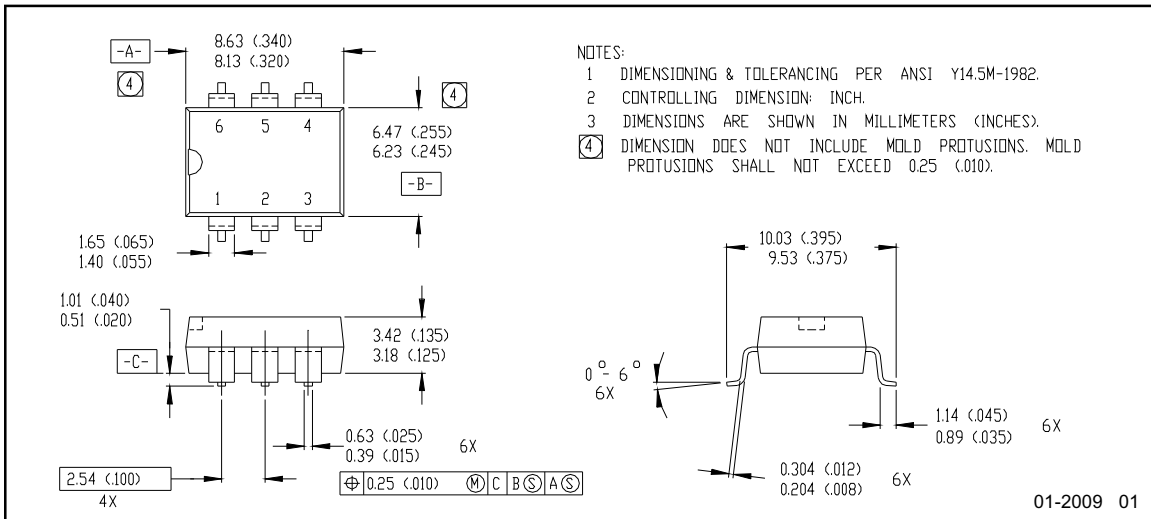 -A-
8.63 (.340)
8.13 (.320)
4
4
6 5 4
1 2 3
6.47 (.255)
6.23 (.245)
-B-
1.65 (.065)
1.40 (.055)
NOTES:
1 DIMENSIONING & TOLERANCING PER ANSI Y14.5M-1982.
2 CONTROLLING DIMENSION: INCH.
3 DIMENSIONS ARE SHOWN IN MILLIMETERS (INCHES).
4 DIMENSION DOES NOT INCLUDE MOLD PROTUSIONS. MOLD
PROTUSIONS SHALL NOT EXCEED 0.25 (.010).
1.01 (.040)
0.51 (.020)
-C-
3.42 (.135)
3.18 (.125)
0.63 (.025)
0.39 (.015) 6X
2.54 (.100)
4X
⌖ 0.25 (.010) Ⓜ C B Ⓢ A Ⓢ
10.03 (.395)
9.53 (.375)
0° - 6°
6X
1.14 (.045)
0.89 (.035) 6X
0.304 (.012)
0.204 (.008) 6X
01-2009 01